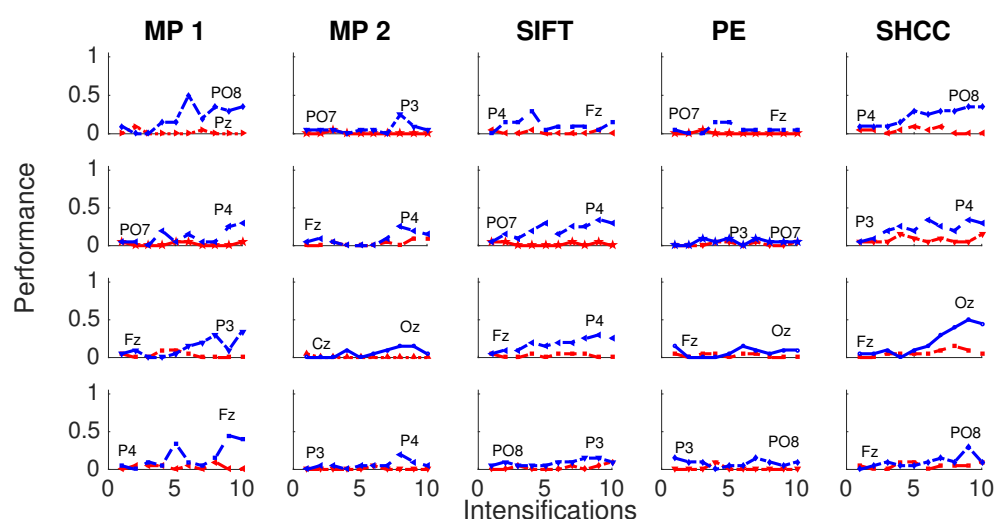 MP 1 MP 2 SIFT PE SHCC
1
0.5
0
PO8
Pz
PO7
P3
P4
Fz
PO7
Fz
P4
PO8
1
0.5
0
PO7
P4
Fz
P4
PO7
P4
P3
PO7
P3
P4
1
0.5
0
Fz
P3
Cz
Oz
Fz
P4
Fz
Oz
Fz
Oz
1
0.5
0
P4
Fz
P3
P4
PO8
P3
P3
PO8
Fz
PO8
0 5 10 0 5 10 0 5 10 0 5 10 0 5 10
Performance
Intensifications